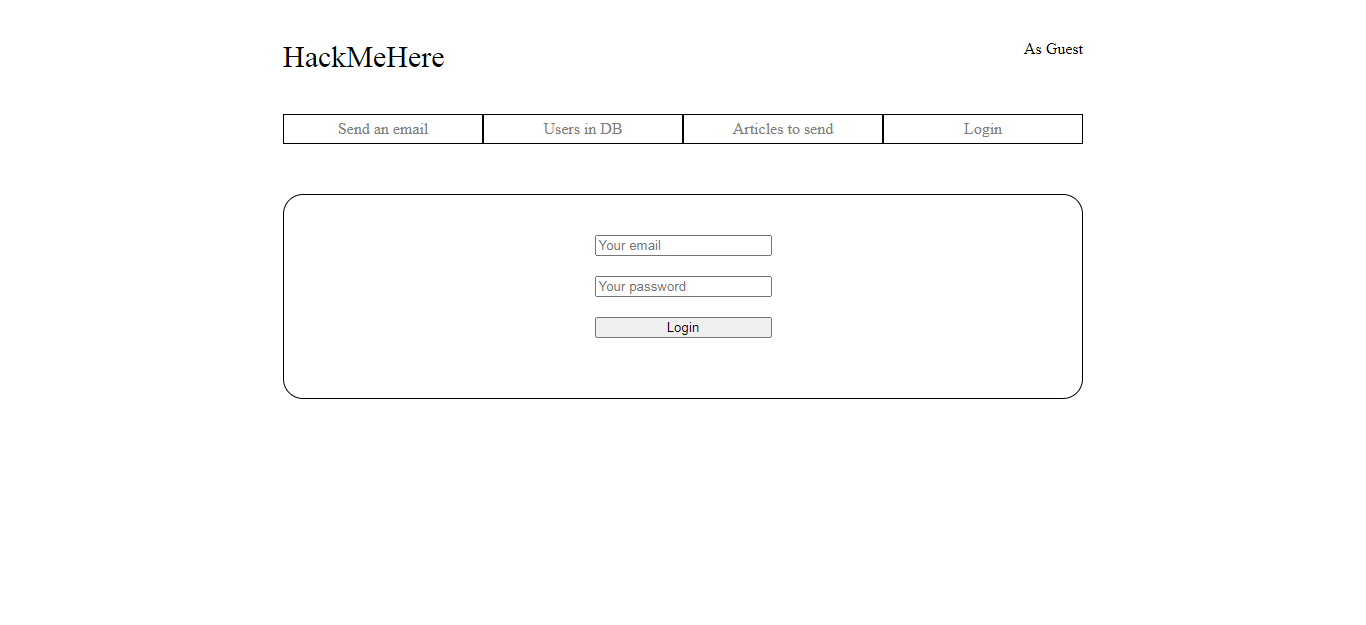 HackMeHere
As Guest
Send an email
Users in DB
Articles to send
Login
Your email
Your password
Login